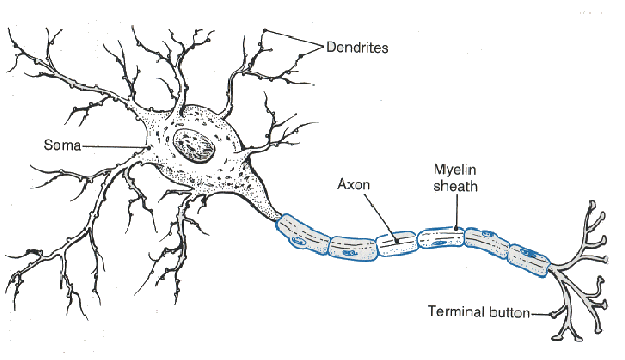 Dendrites
Soma
Axon
Myelin
sheath
Terminal button